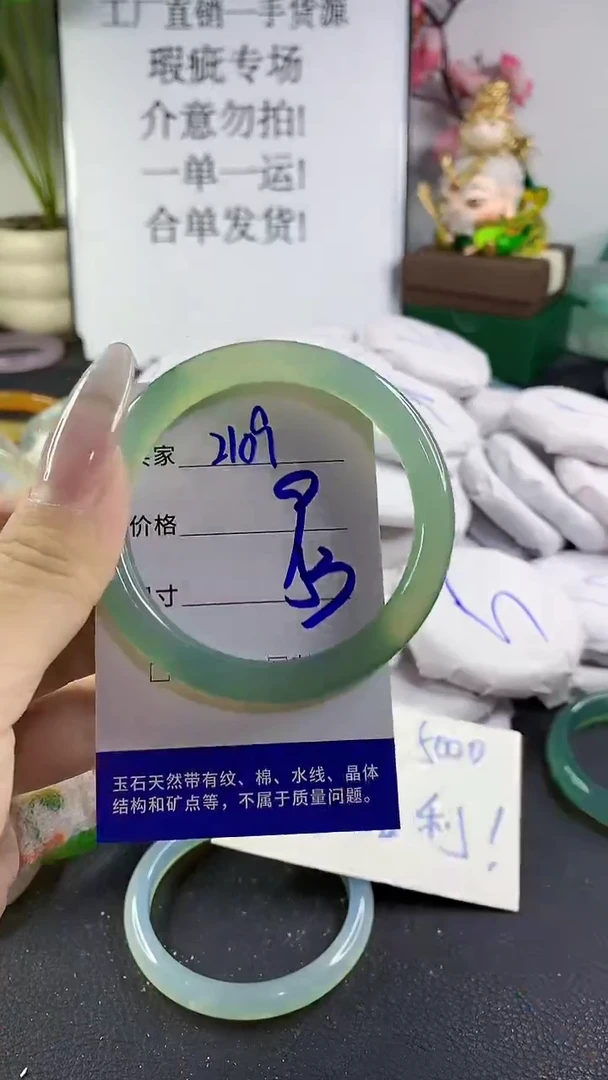 工厂直销一手货源
瑕疵专场
介意勿拍!
一单一运!
合单发货!
家 2109
价格
寸
玉石天然带有纹、棉、水线、晶体
结构和矿点等，不属于质量问题。
5000
利!